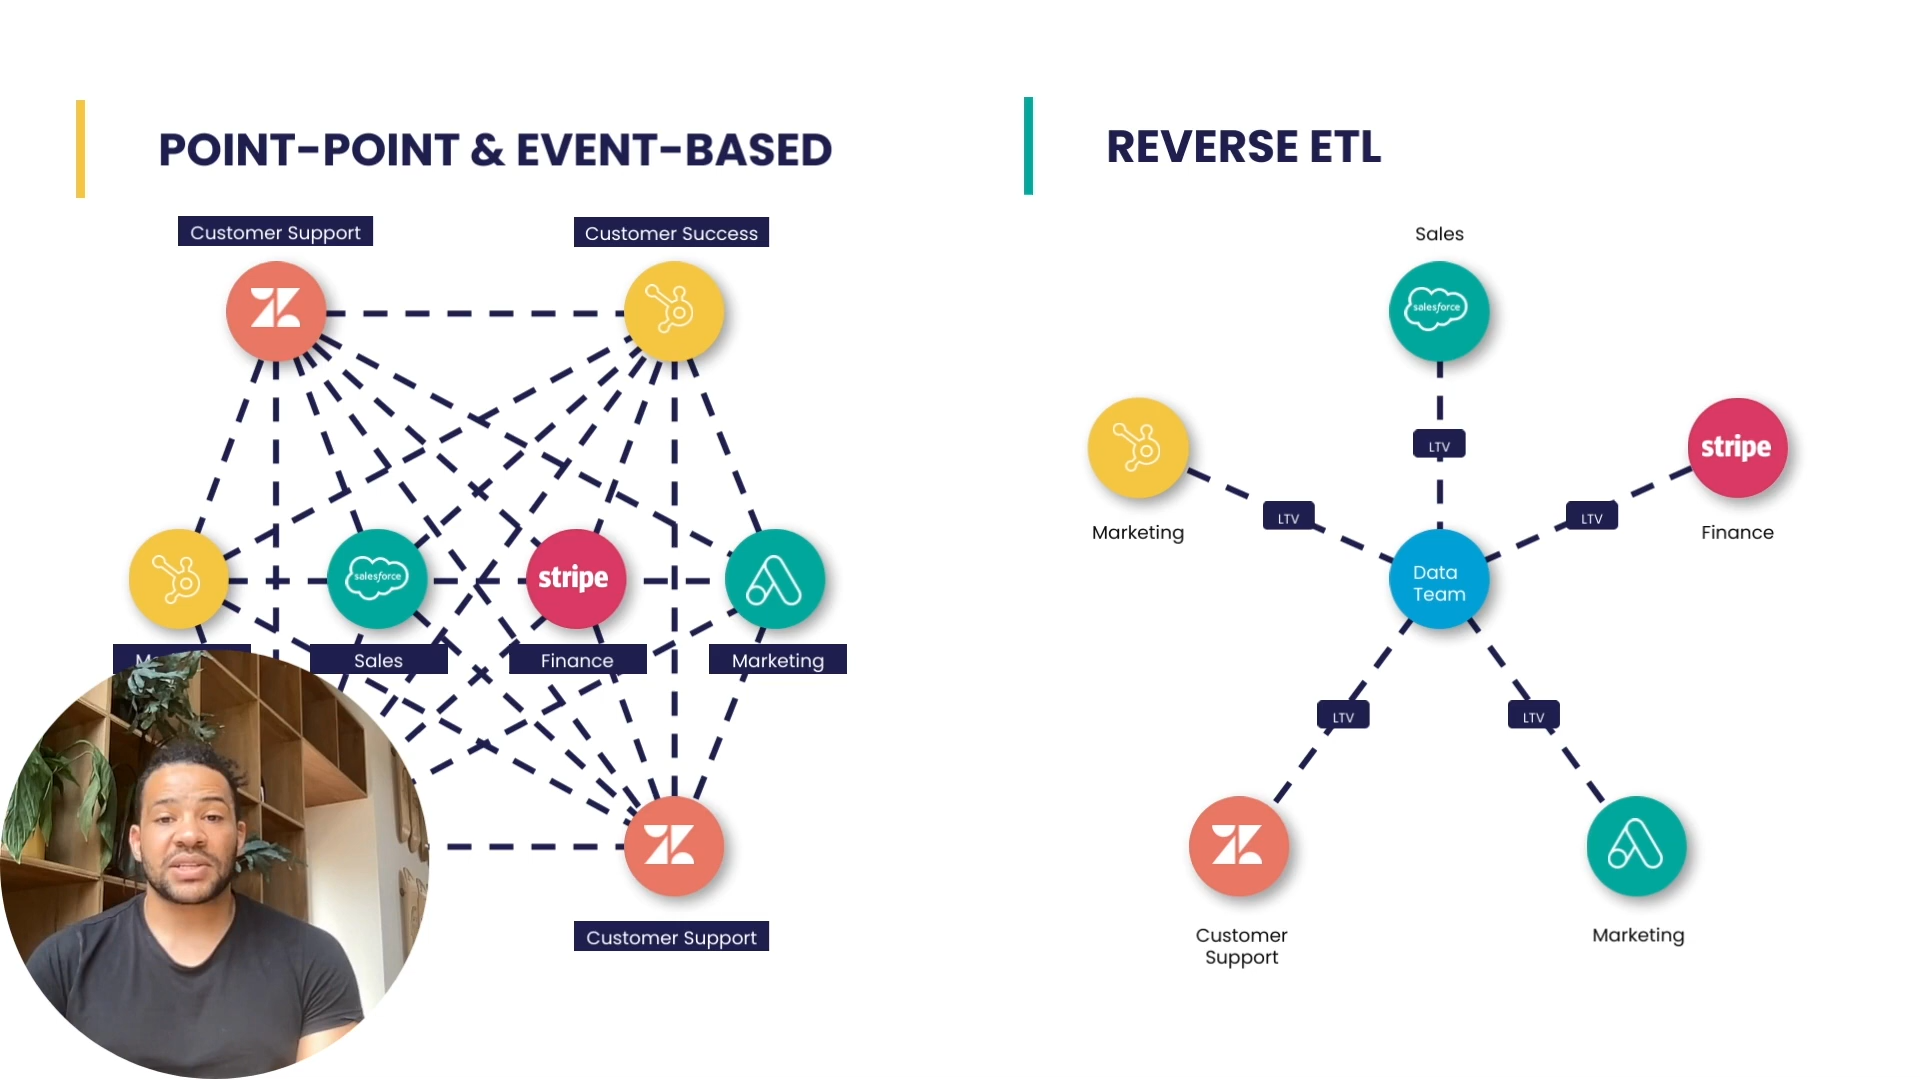 POINT-POINT & EVENT-BASED
Customer Support
Customer Success
salesforce
stripe
Sales
Finance
Marketing
Customer Support
REVERSE ETL
Sales
salesforce
stripe
LTV
LTV
LTV
Marketing
Finance
Data
Team
LTV
LTV
Customer
Support
Marketing